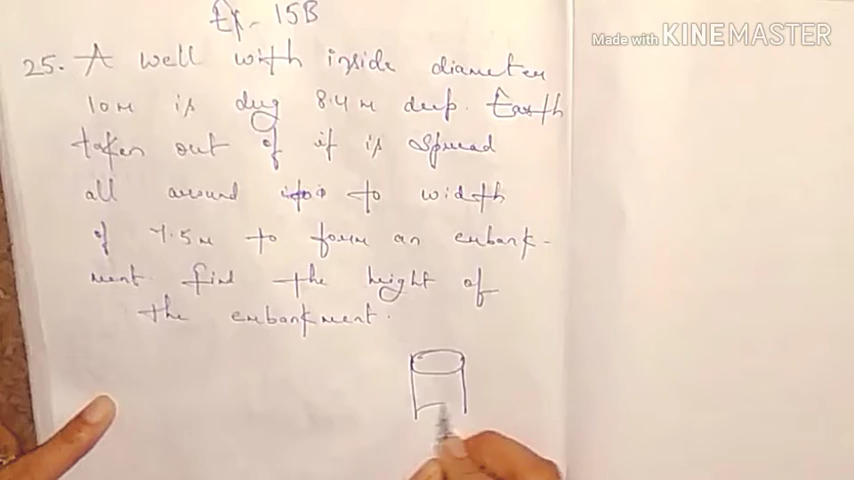 Ex- 15B
Made with KINEMASTER
25. A well with inside diameter
10m is dug 8.4m deep. Earth
taken out of it is spread
all around to width
of 7.5m to form an embank-
ment. find the height of
the embankment.